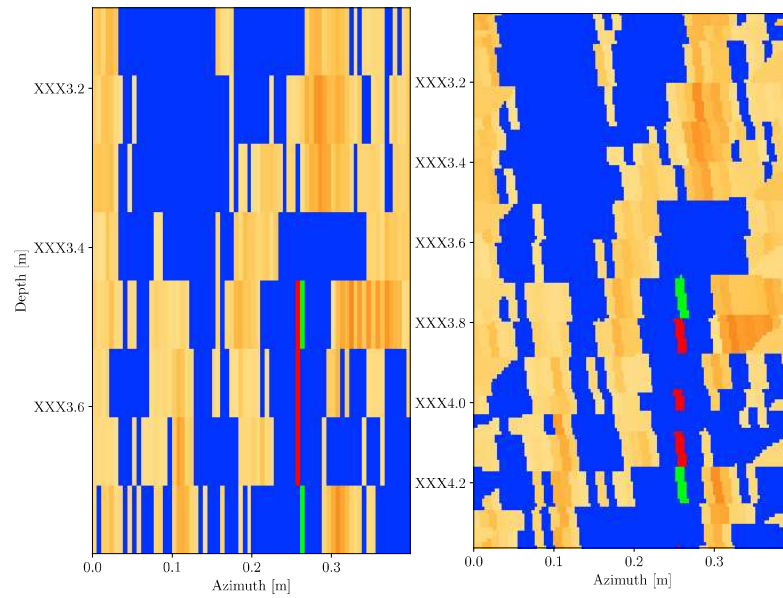 XXX3.2
XXX3.4
XXX3.6
Depth [m]
0.0 0.1 0.2 0.3
Azimuth [m]
XXX3.2
XXX3.4
XXX3.6
XXX3.8
XXX4.0
XXX4.2
0.0 0.1 0.2 0.3
Azimuth [m]